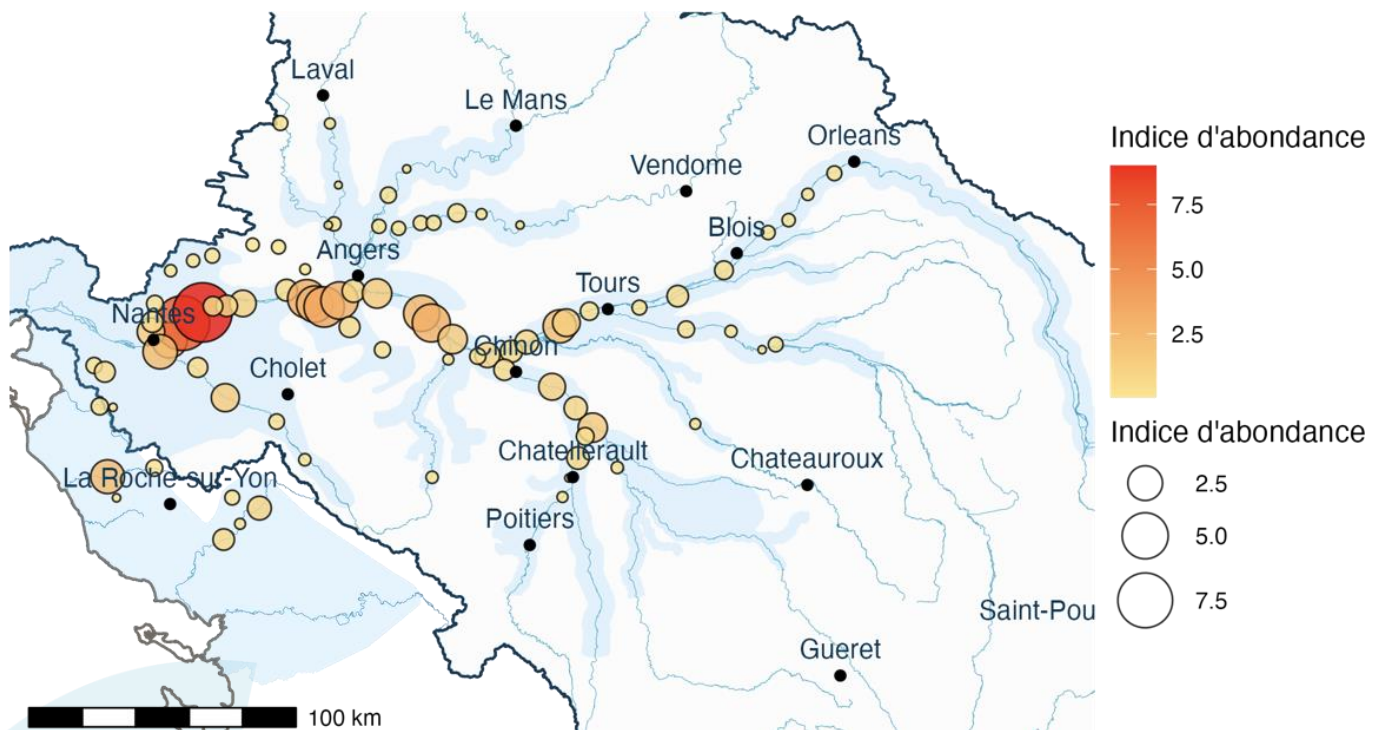 Laval
Le Mans
Orleans
Vendome
Blois
Angers
Tours
Nantes
Chinon
Cholet
Chatellerault
Chateauroux
La Roche-sur-Yon
Poitiers
Saint-Pou
Gueret
100 km
Indice d'abondance
7.5
5.0
2.5
Indice d'abondance
2.5
5.0
7.5